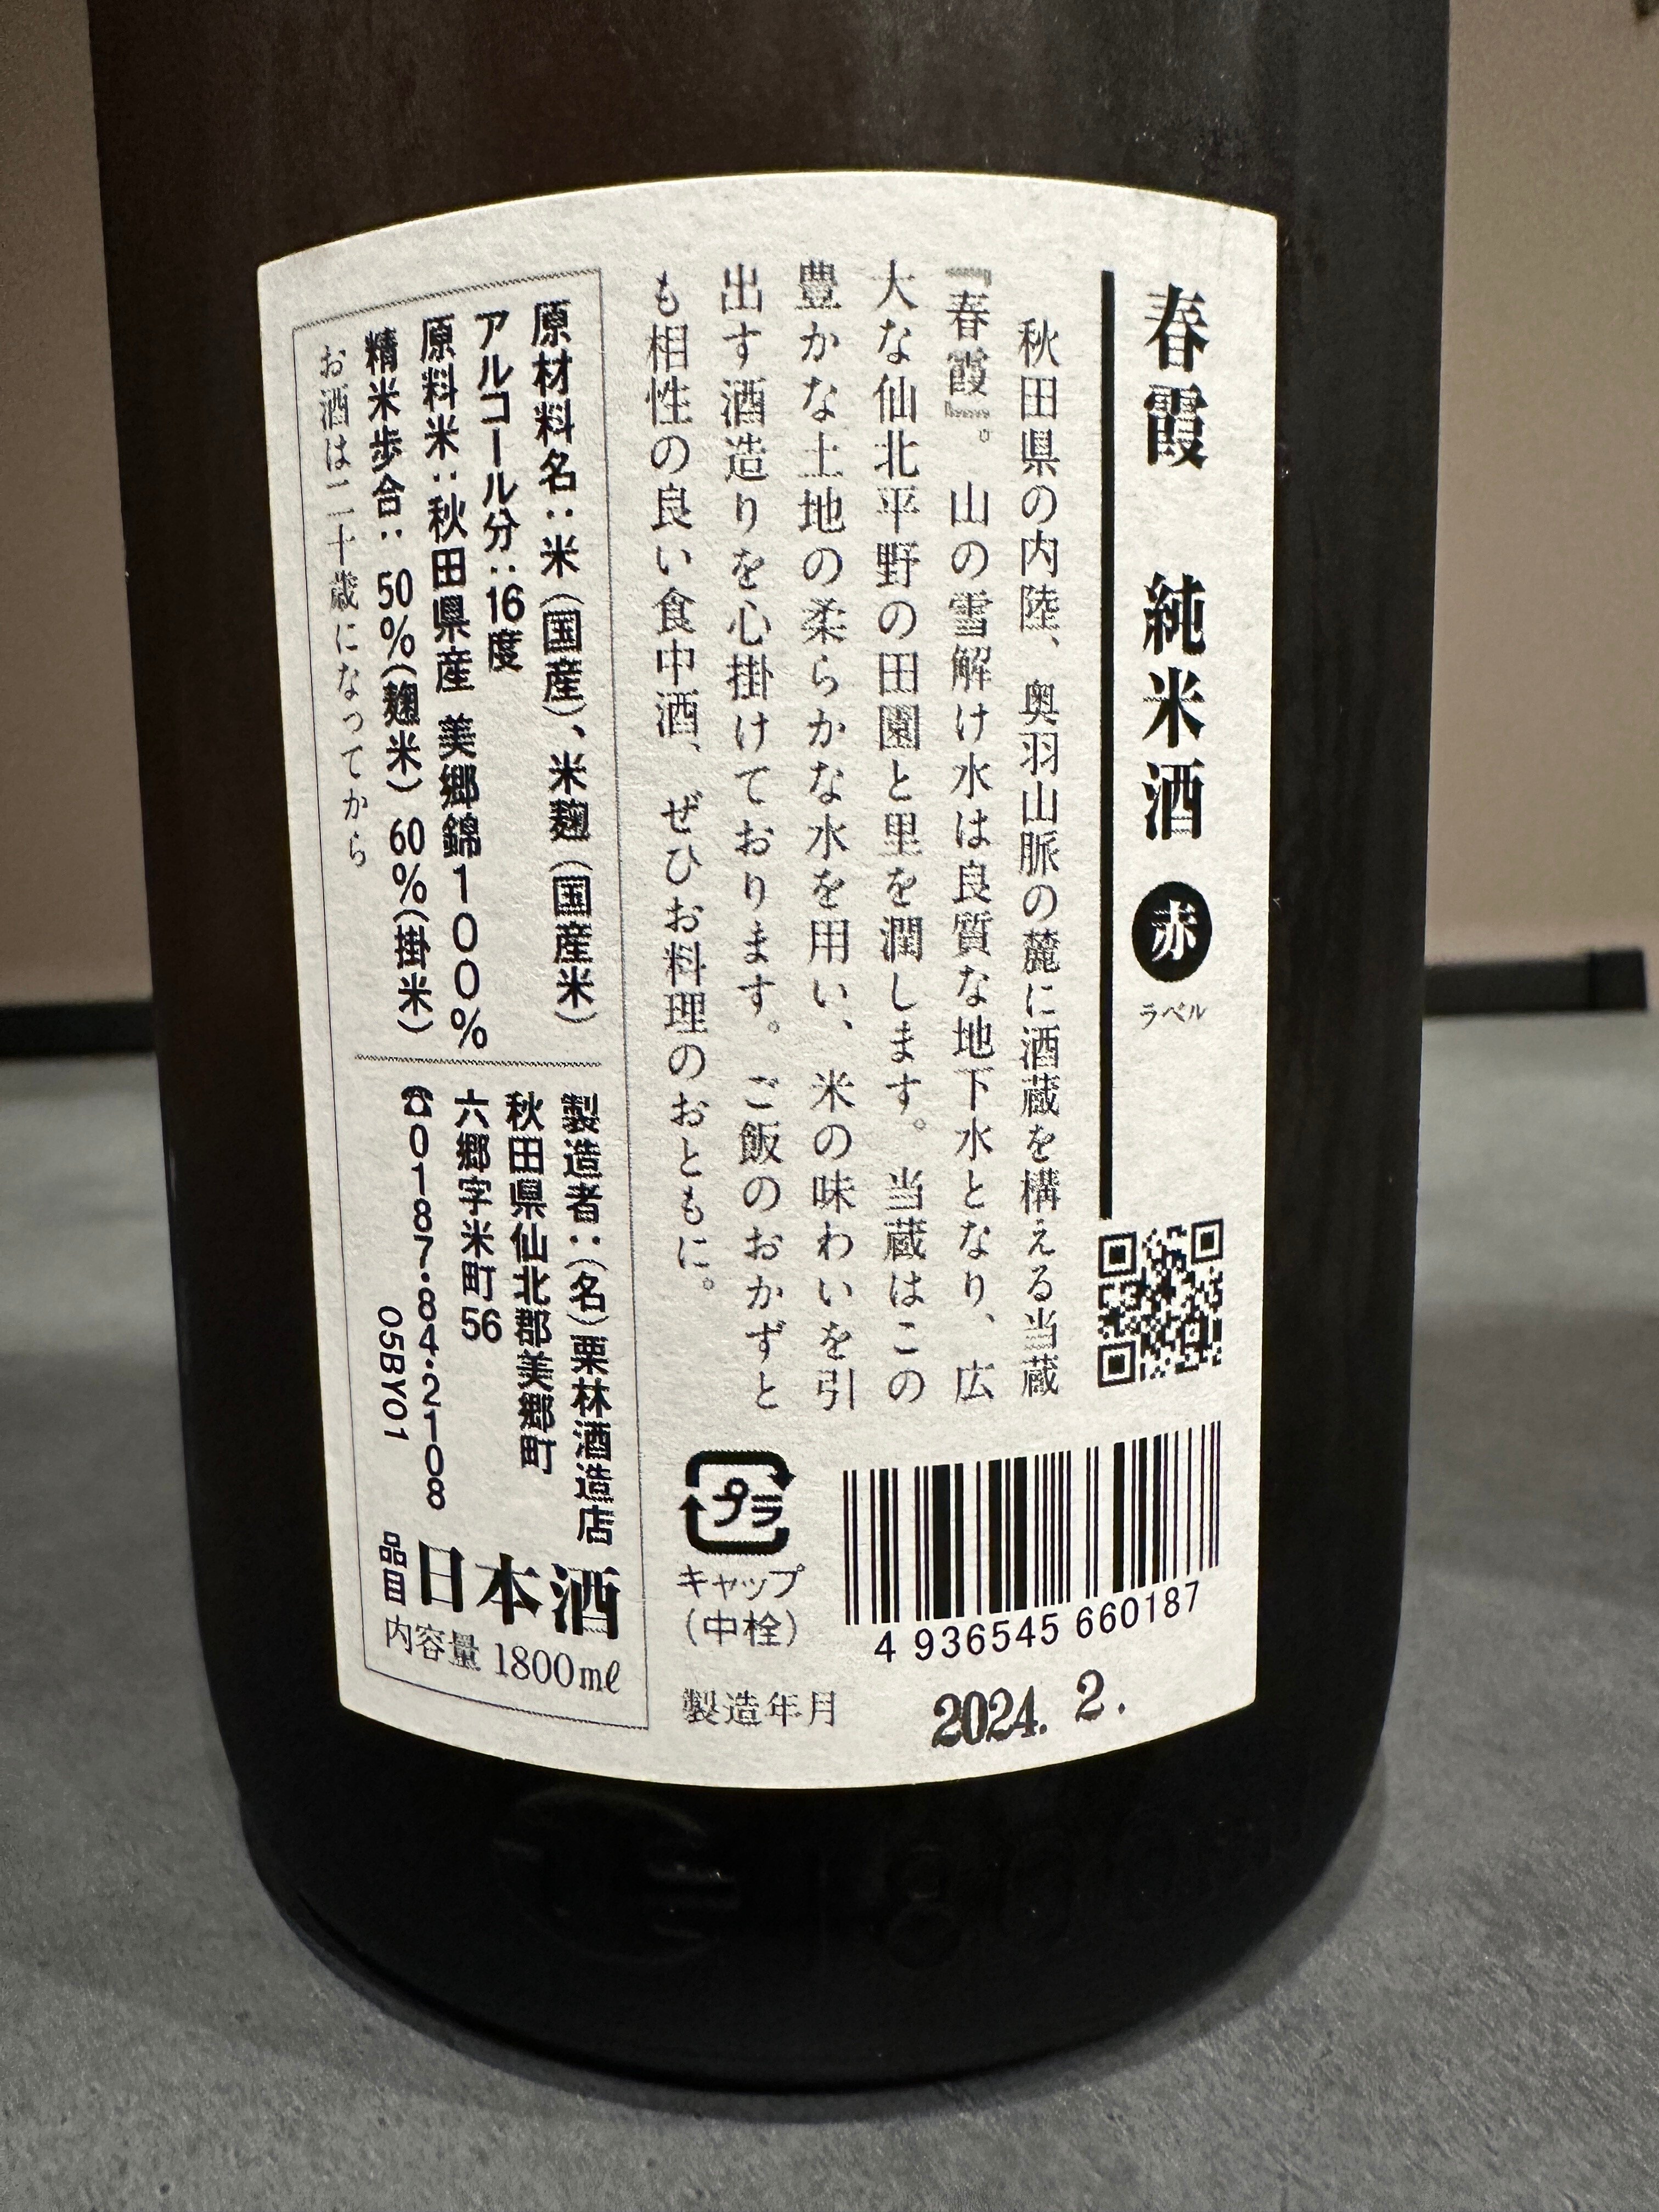 春霞 純米酒 赤 ラベル
秋田県の内陸、奥羽山脈の麓に酒蔵を構える当蔵
『春霞』。山の雪解け水は良質な地下水となり、広
大な仙北平野の田園と里を潤します。当蔵はこの
豊かな土地の柔らかな水を用い、米の味わいを引
出す酒造りを心掛けております。ご飯のおかずと
も相性の良い食中酒、ぜひお料理のおともに。
4 936545 660187
プラ
キャップ
(中栓)
製造年月 2024. 2.
原材料名:米(国産)、米麹(国産米)
アルコール分:16度
原料米:秋田県産 美郷錦100%
精米歩合: 50%(麹米) 60%(掛米)
お酒は二十歳になってから
製造者:(名)栗林酒造店
秋田県仙北郡美郷町
六郷字米町56
☎0187・84・2108
05BY01
品目 日本酒
内容量 1800mℓ